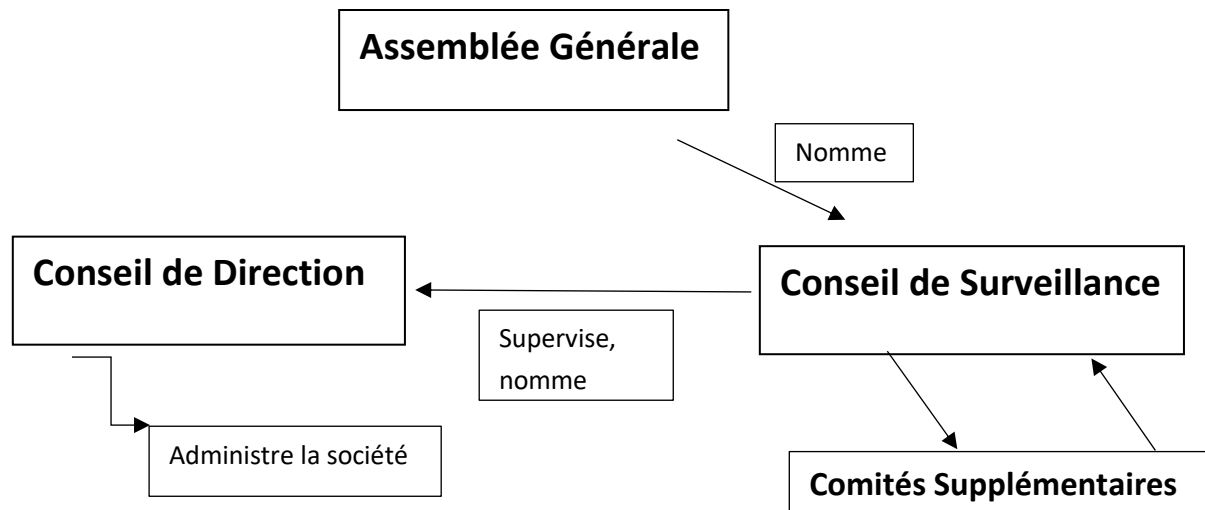 Assemblée Générale
Nomme
Conseil de Direction
Conseil de Surveillance
Supervise,
nomme
Administre la société
Comités Supplémentaires